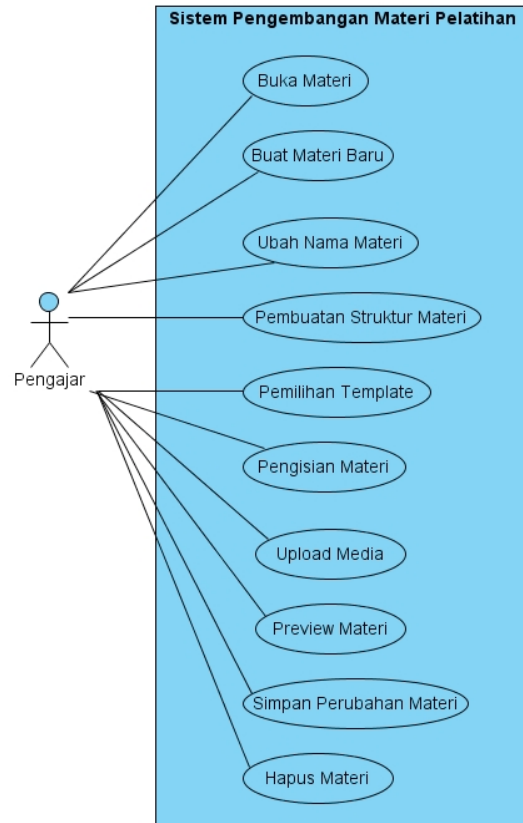 Sistem Pengembangan Materi Pelatihan
Buka Materi
Buat Materi Baru
Ubah Nama Materi
Pembuatan Struktur Materi
Pengajar
Pemilihan Template
Pengisian Materi
Upload Media
Preview Materi
Simpan Perubahan Materi
Hapus Materi